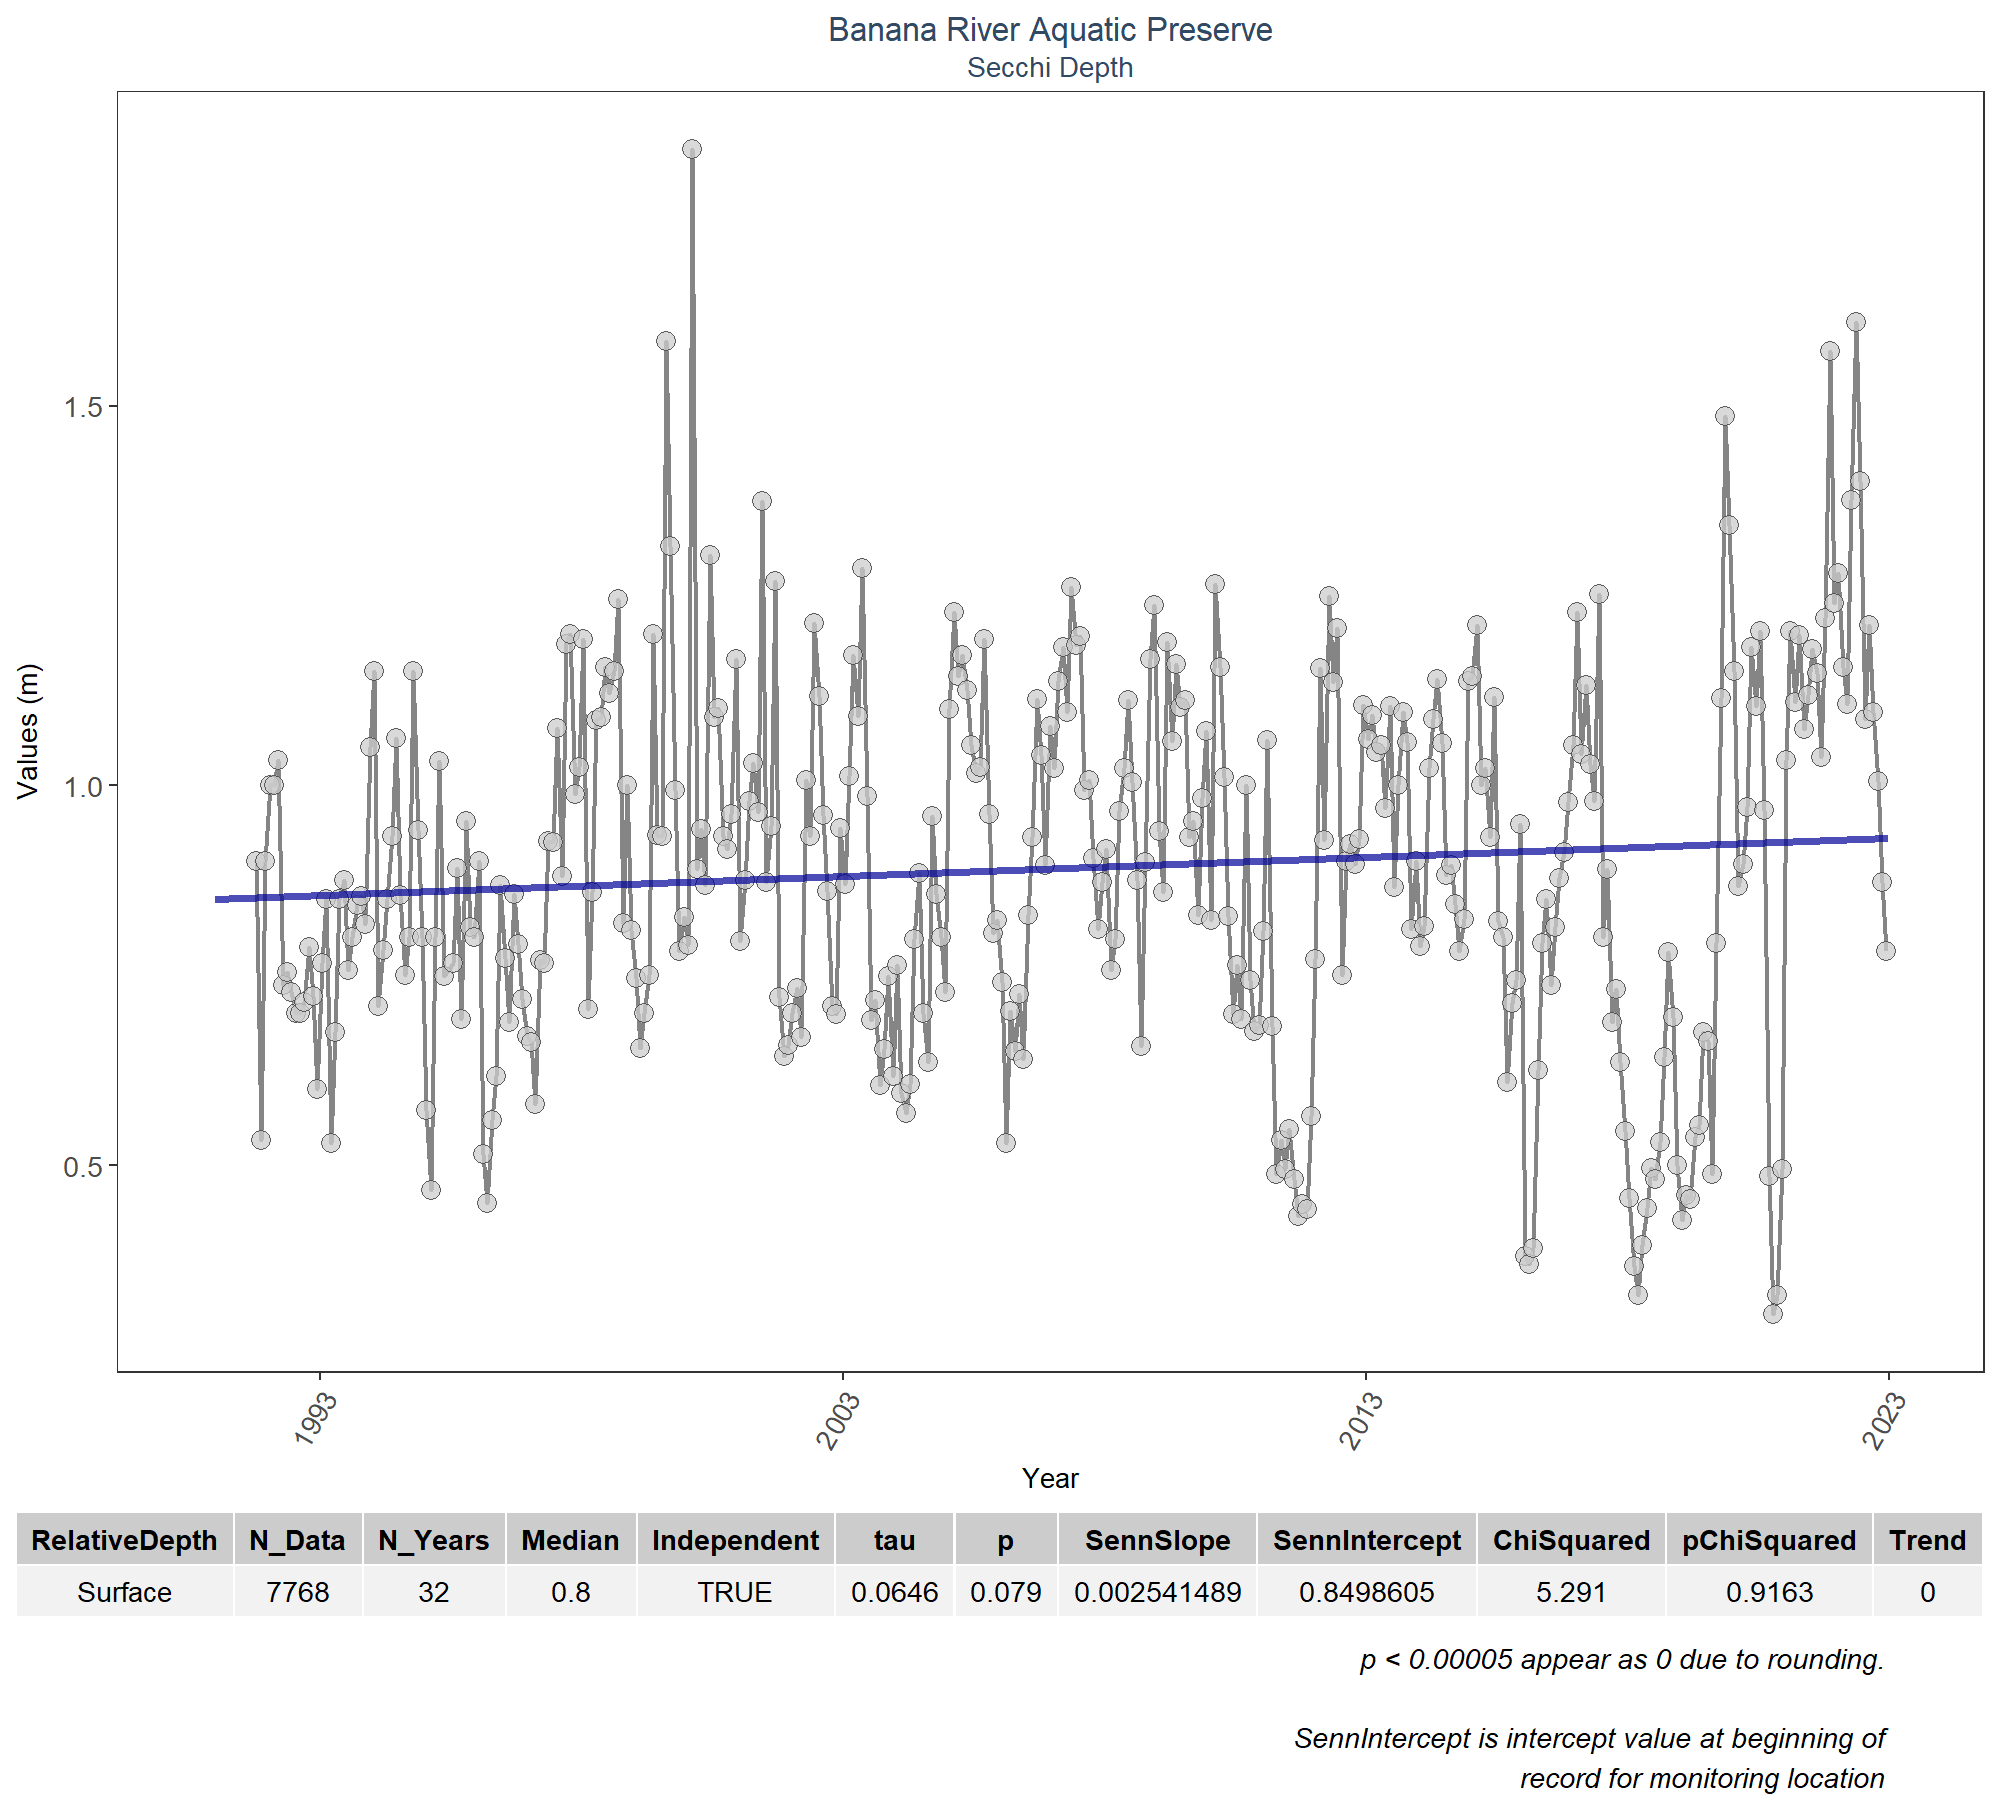 Banana River Aquatic Preserve
Secchi Depth
Values (m)
1.5
1.0
0.5
1993 2003 2013 2023
Year
RelativeDepth N_Data N_Years Median Independent tau p SennSlope SennIntercept ChiSquared pChiSquared Trend
Surface 7768 32 0.8 TRUE 0.0646 0.079 0.002541489 0.8498605 5.291 0.9163 0
p < 0.00005 appear as 0 due to rounding.
SennIntercept is intercept value at beginning of
record for monitoring location